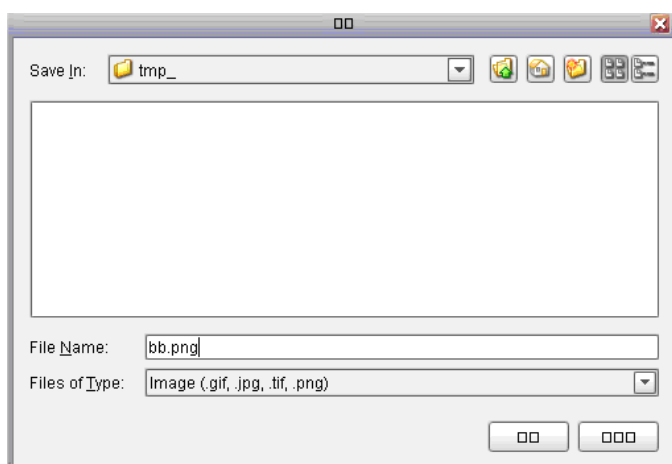 Save In: tmp_
File Name: bb.png
Files of Type: Image (.gif, .jpg, .tif, .png)